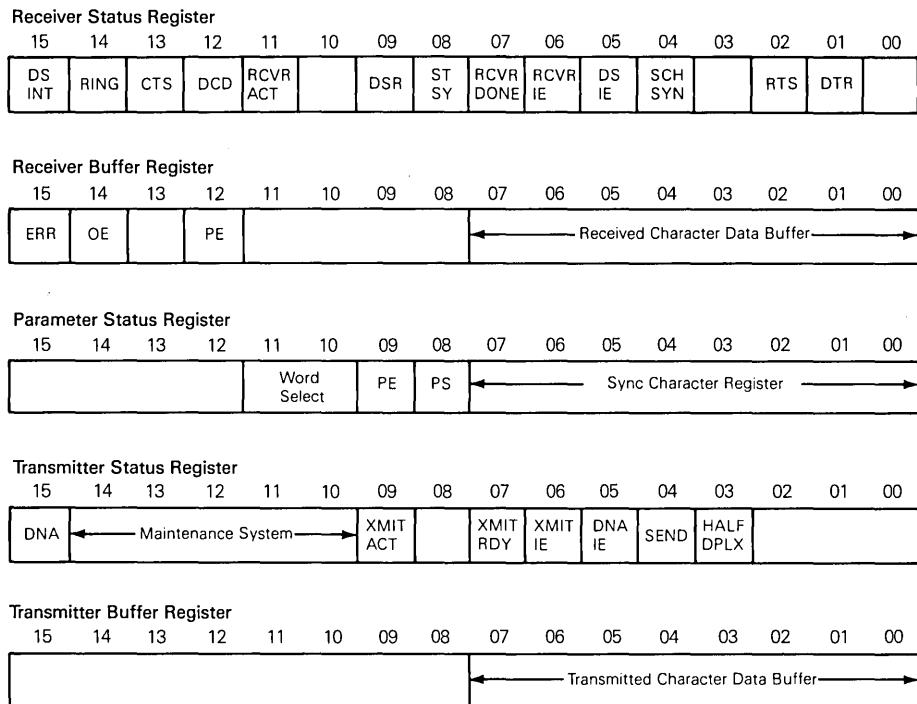 Receiver Status Register
15 14 13 12 11 10 09 08 07 06 05 04 03 02 01 00
DS INT RING CTS DCD RCVR ACT DSR ST SY RCVR DONE RCVR IE DS IE SCH SYN RTS DTR
Receiver Buffer Register
15 14 13 12 11 10 09 08 07 06 05 04 03 02 01 00
ERR OE PE Received Character Data Buffer
Parameter Status Register
15 14 13 12 11 10 09 08 07 06 05 04 03 02 01 00
Word Select PE PS Sync Character Register
Transmitter Status Register
15 14 13 12 11 10 09 08 07 06 05 04 03 02 01 00
DNA Maintenance System XMIT ACT XMIT RDY XMIT IE DNA IE SEND HALF DPLX
Transmitter Buffer Register
15 14 13 12 11 10 09 08 07 06 05 04 03 02 01 00
Transmitted Character Data Buffer